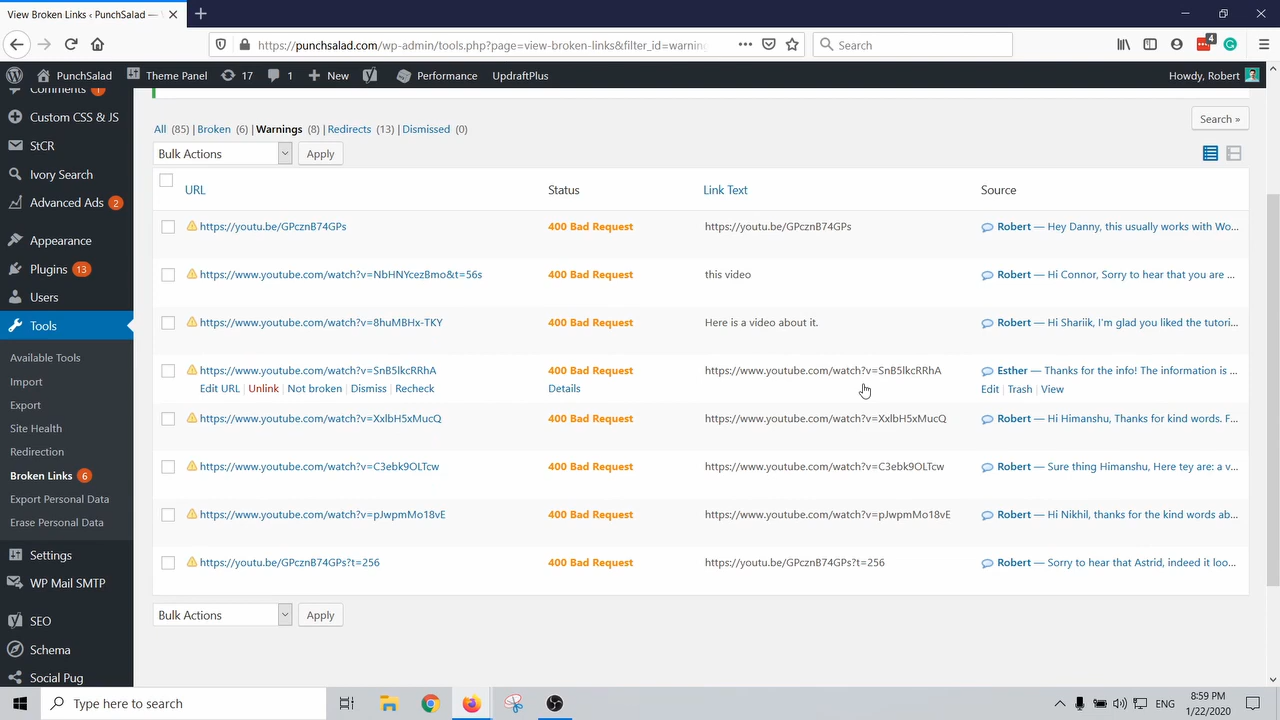 View Broken Links ‹ PunchSalad —
https://punchsalad.com/wp-admin/tools.php?page=view-broken-links&filter_id=warnin
Search
4
PunchSalad
Theme Panel
17
1
New
Performance
UpdraftPlus
Howdy, Robert
Comments
Custom CSS & JS
StCR
Ivory Search
Advanced Ads 2
Appearance
Plugins 13
Users
Tools
Available Tools
Import
Export
Site Health
Redirection
Broken Links 6
Export Personal Data
Erase Personal Data
Settings
WP Mail SMTP
SEO
Schema
Social Pug
Search »
All (85) | Broken (6) | Warnings (8) | Redirects (13) | Dismissed (0)
Bulk Actions Apply
URL Status Link Text Source
https://youtu.be/GPcznB74GPs 400 Bad Request https://youtu.be/GPcznB74GPs Robert — Hey Danny, this usually works with Wo...
https://www.youtube.com/watch?v=NbHNYcezBmo&t=56s 400 Bad Request this video Robert — Hi Connor, Sorry to hear that you are ...
https://www.youtube.com/watch?v=8huMBHx-TKY 400 Bad Request Here is a video about it. Robert — Hi Shariik, I'm glad you liked the tutori...
https://www.youtube.com/watch?v=SnB5lkcRRhA 400 Bad Request https://www.youtube.com/watch?v=SnB5lkcRRhA Esther — Thanks for the info! The information is ...
Edit URL | Unlink | Not broken | Dismiss | Recheck Details Edit | Trash | View
https://www.youtube.com/watch?v=XxlbH5xMucQ 400 Bad Request https://www.youtube.com/watch?v=XxlbH5xMucQ Robert — Hi Himanshu, Thanks for kind words. F...
https://www.youtube.com/watch?v=C3ebk9OLTcw 400 Bad Request https://www.youtube.com/watch?v=C3ebk9OLTcw Robert — Sure thing Himanshu, Here tey are: a v...
https://www.youtube.com/watch?v=pJwpmMo18vE 400 Bad Request https://www.youtube.com/watch?v=pJwpmMo18vE Robert — Hi Nikhil, thanks for the kind words ab...
https://youtu.be/GPcznB74GPs?t=256 400 Bad Request https://youtu.be/GPcznB74GPs?t=256 Robert — Sorry to hear that Astrid, indeed it loo...
Bulk Actions Apply
Type here to search
ENG
8:59 PM
1/22/2020